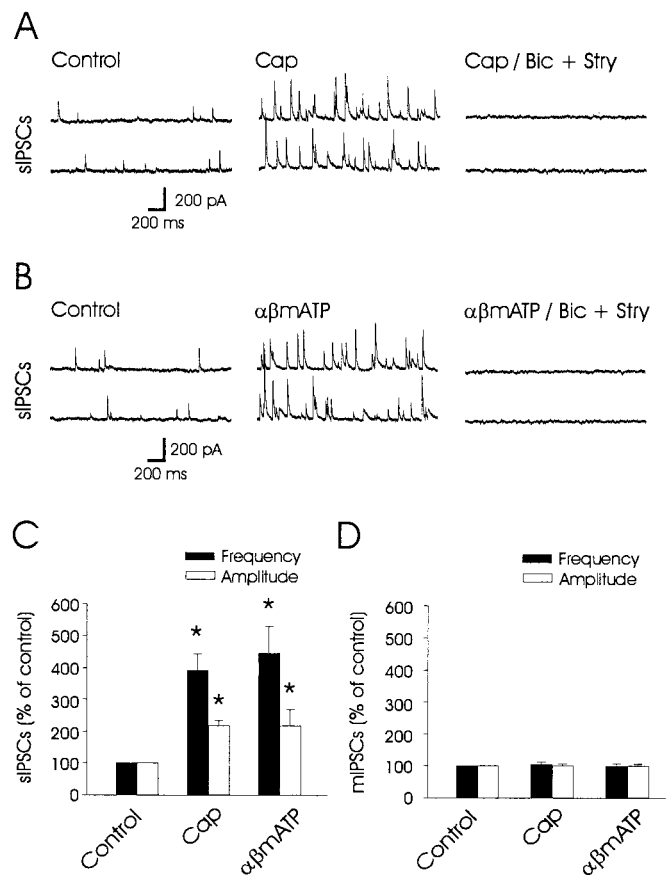 A
Control Cap Cap / Bic + Stry
sIPSCs
200 pA
200 ms
B
Control αβmATP αβmATP / Bic + Stry
sIPSCs
200 pA
200 ms
C
Frequency
Amplitude
sIPSCs (% of control)
600
500
400
300
200
100
0
* * * *
Control Cap αβmATP
D
Frequency
Amplitude
mIPSCs (% of control)
600
500
400
300
200
100
0
Control Cap αβmATP